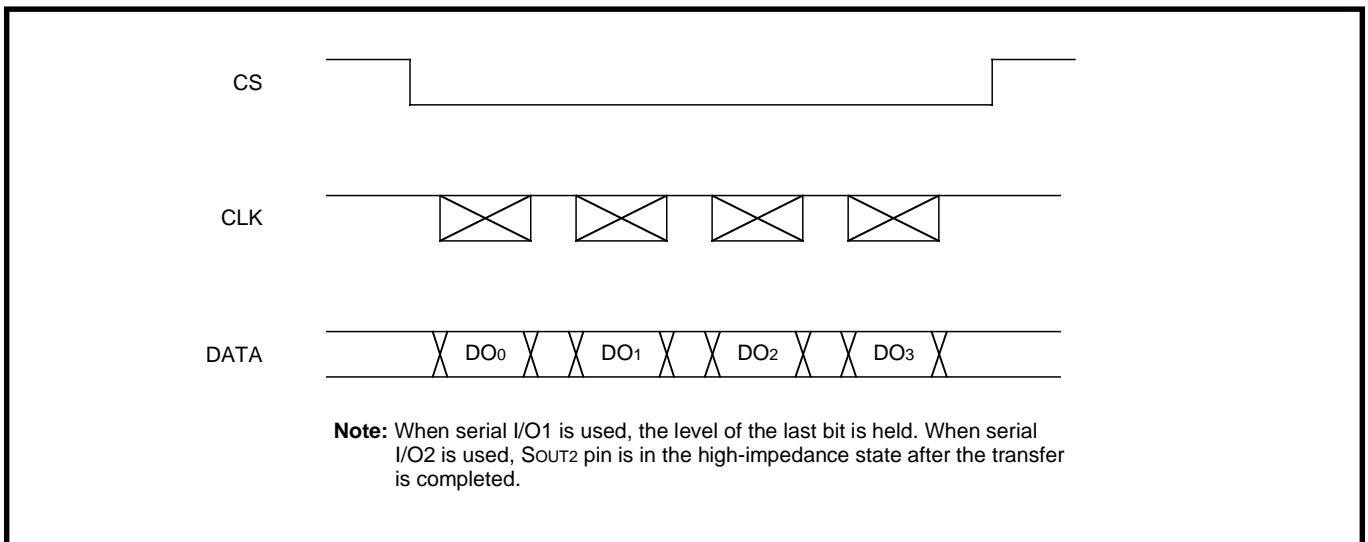 CS
CLK
DATA
DO0 DO1 DO2 DO3
Note: When serial I/O1 is used, the level of the last bit is held. When serial
I/O2 is used, SOUT2 pin is in the high-impedance state after the transfer
is completed.